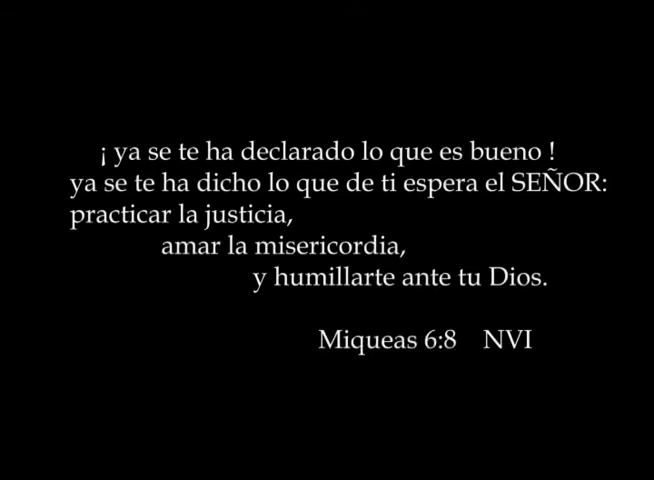 ¡ ya se te ha declarado lo que es bueno !
ya se te ha dicho lo que de ti espera el SEÑOR:
practicar la justicia,
amar la misericordia,
y humillarte ante tu Dios.
Miqueas 6:8 NVI